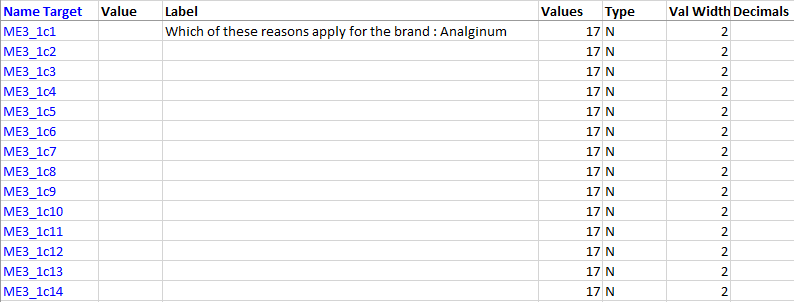 Name Target Value Label Values Type Val Width Decimals
ME3_1c1 Which of these reasons apply for the brand : Analginum 17 N 2
ME3_1c2 17 N 2
ME3_1c3 17 N 2
ME3_1c4 17 N 2
ME3_1c5 17 N 2
ME3_1c6 17 N 2
ME3_1c7 17 N 2
ME3_1c8 17 N 2
ME3_1c9 17 N 2
ME3_1c10 17 N 2
ME3_1c11 17 N 2
ME3_1c12 17 N 2
ME3_1c13 17 N 2
ME3_1c14 17 N 2